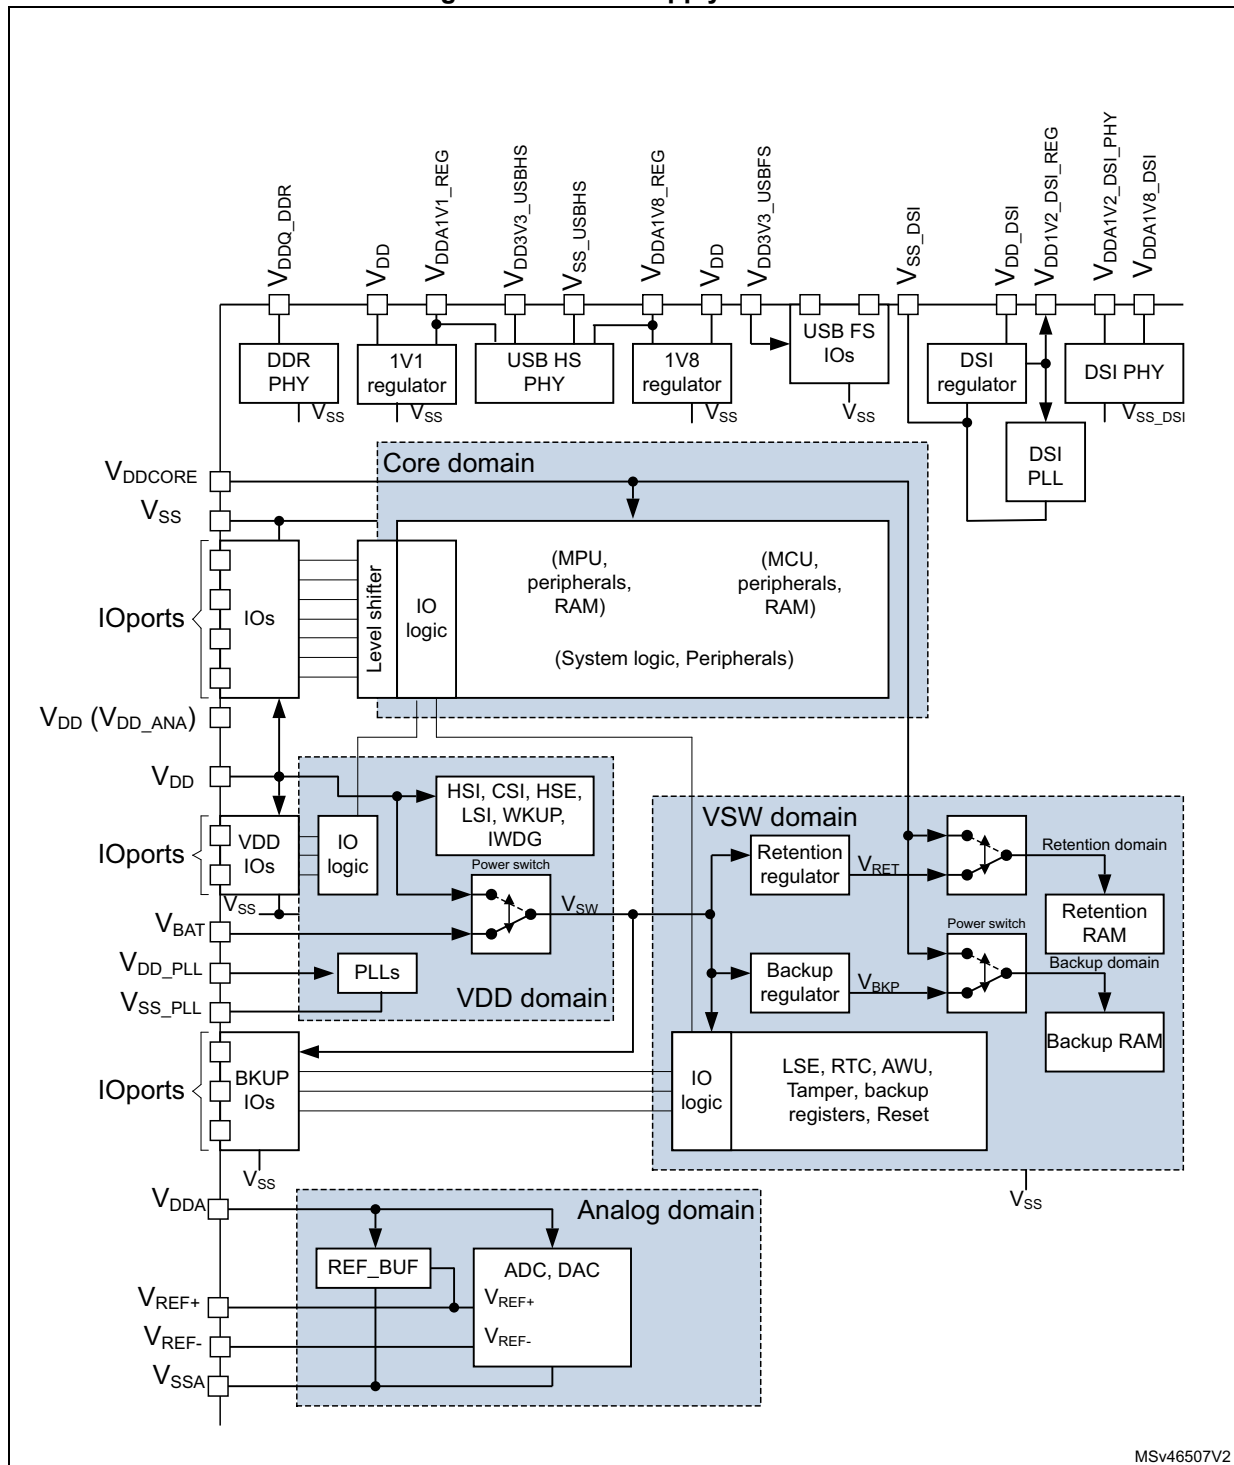 VDDQ_DDR
VDD
VDDA1V1_REG
VDD3V3_USBHS
VSS_USBHS
VDDA1V8_REG
VDD
VDD3V3_USBFS
VSS_DSI
VDD_DSI
VDD1V2_DSI_REG
VDDA1V2_DSI_PHY
VDDA1V8_DSI
DDR
PHY
VSS
1V1
regulator
VSS
USB HS
PHY
1V8
regulator
VSS
USB FS
IOs
VSS
DSI
regulator
DSI PHY
VSS_DSI
DSI
PLL
VDDCORE
VSS
Core domain
IOports
IOs
Level shifter
IO
logic
(MPU,
peripherals,
RAM)
(MCU,
peripherals,
RAM)
(System logic, Peripherals)
VDD (VDD_ANA)
VDD
IOports
VDD
IOs
VSS
IO
logic
HSI, CSI, HSE,
LSI, WKUP,
IWDG
Power switch
VSW
VBAT
VDD_PLL
PLLs
VSS_PLL
VDD domain
VSW domain
Retention
regulator
VRET
Retention domain
Retention
RAM
Power switch
Backup domain
Backup
regulator
VBKP
Backup RAM
IOports
BKUP
IOs
VSS
IO
logic
LSE, RTC, AWU,
Tamper, backup
registers, Reset
VSS
VDDA
Analog domain
REF_BUF
ADC, DAC
VREF+
VREF+
VREF-
VREF-
VSSA
MSv46507V2